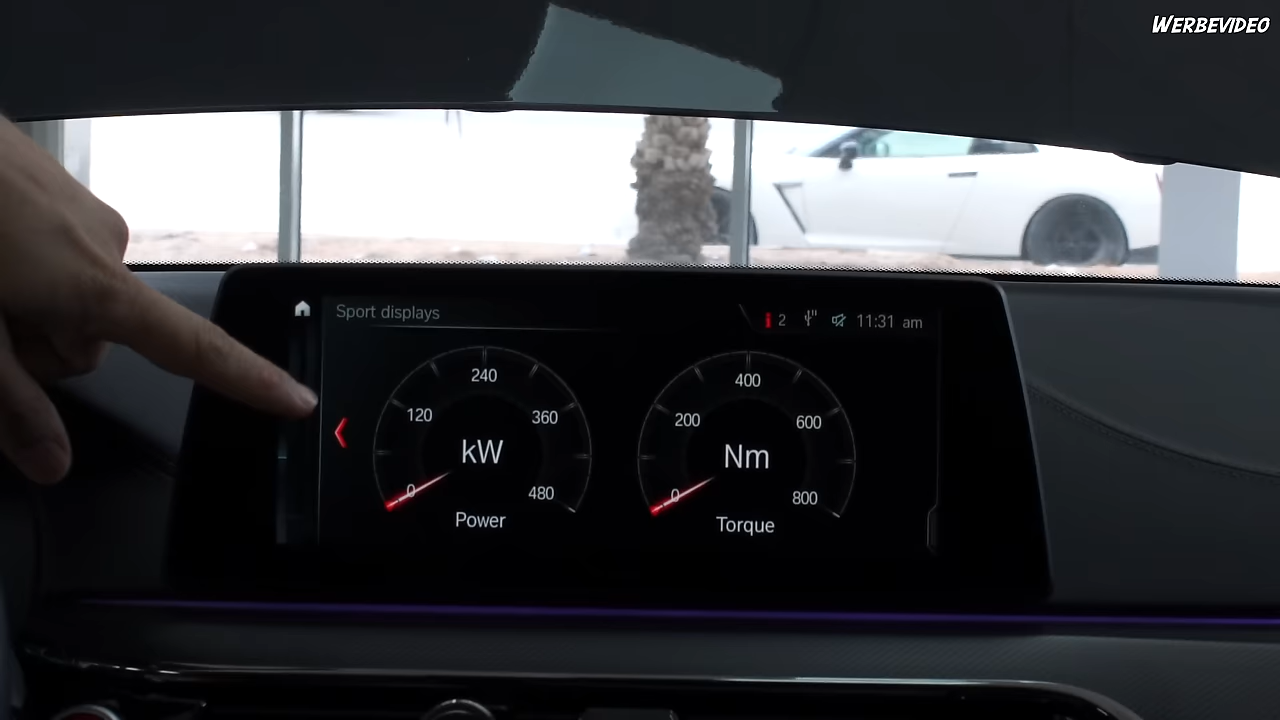 Werbevideo
Sport displays
2 11:31 am
240
120 360
kW
0 480
Power
400
200 600
Nm
0 800
Torque